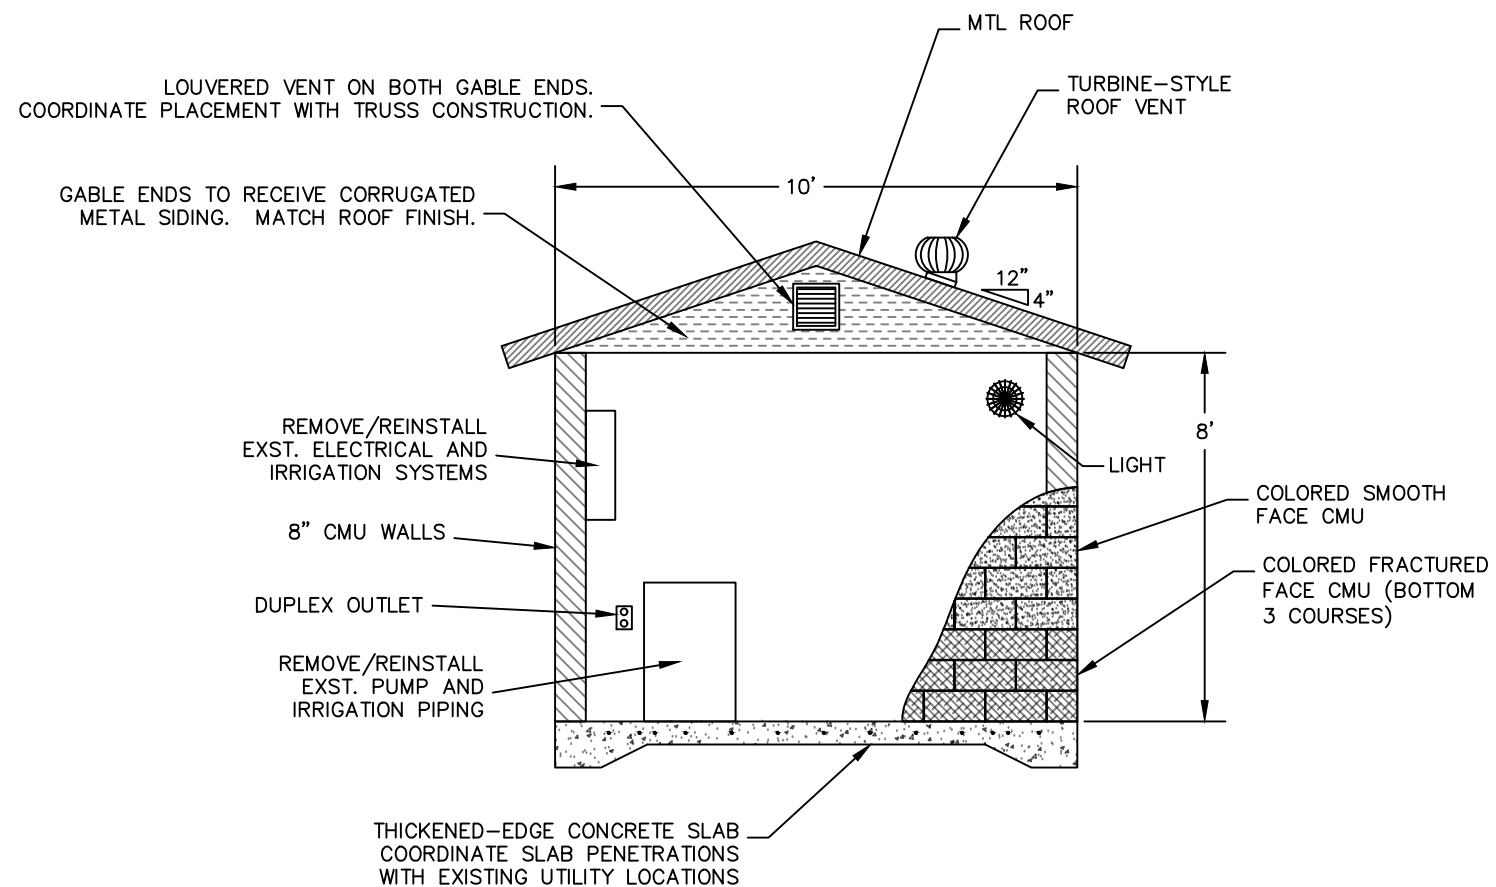 MTL ROOF
LOUVERED VENT ON BOTH GABLE ENDS.
COORDINATE PLACEMENT WITH TRUSS CONSTRUCTION.
TURBINE-STYLE
ROOF VENT
10'
GABLE ENDS TO RECEIVE CORRUGATED
METAL SIDING. MATCH ROOF FINISH.
12"
4"
REMOVE/REINSTALL
EXST. ELECTRICAL AND
IRRIGATION SYSTEMS
8'
LIGHT
8" CMU WALLS
COLORED SMOOTH
FACE CMU
COLORED FRACTURED
FACE CMU (BOTTOM
3 COURSES)
DUPLEX OUTLET
REMOVE/REINSTALL
EXST. PUMP AND
IRRIGATION PIPING
THICKENED-EDGE CONCRETE SLAB
COORDINATE SLAB PENETRATIONS
WITH EXISTING UTILITY LOCATIONS